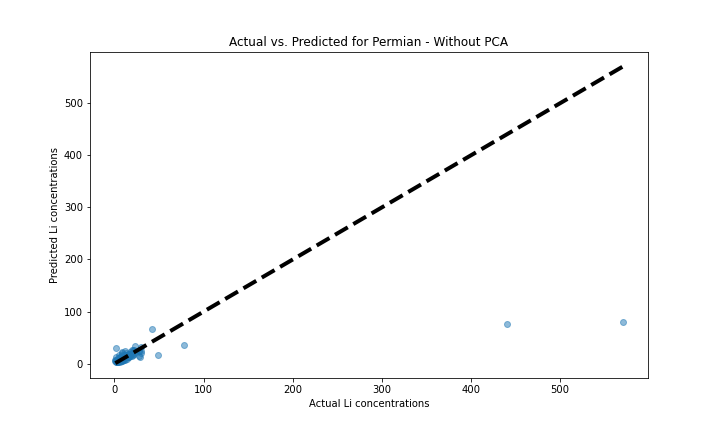 Actual vs. Predicted for Permian - Without PCA
500
400
300
200
100
0
Predicted Li concentrations
0 100 200 300 400 500
Actual Li concentrations